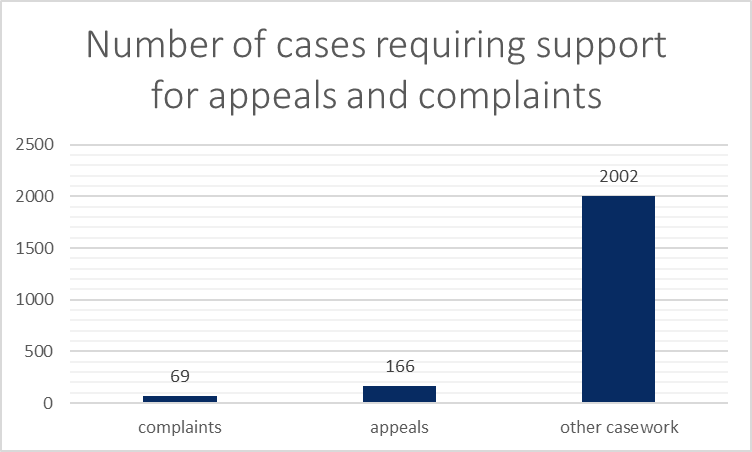 Number of cases requiring support
for appeals and complaints
2500
2000
1500
1000
500
0
69
166
2002
complaints
appeals
other casework